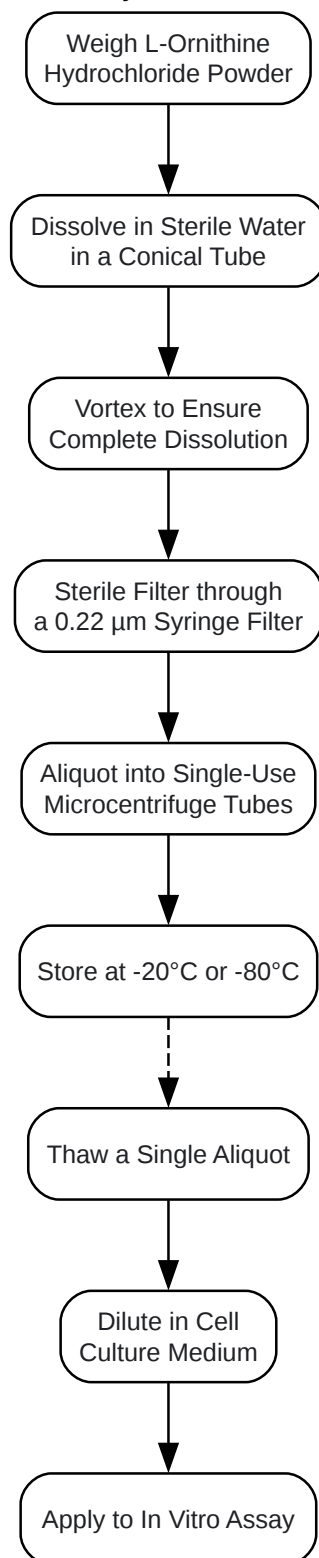 Weigh L-Ornithine
Hydrochloride Powder
Dissolve in Sterile Water
in a Conical Tube
Vortex to Ensure
Complete Dissolution
Sterile Filter through
a 0.22 µm Syringe Filter
Aliquot into Single-Use
Microcentrifuge Tubes
Store at -20°C or -80°C
Thaw a Single Aliquot
Dilute in Cell
Culture Medium
Apply to In Vitro Assay